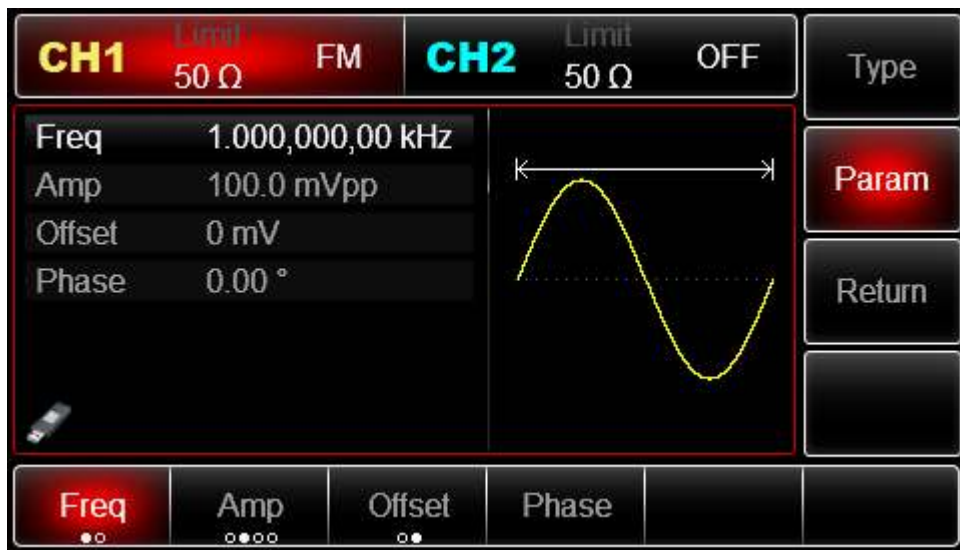 CH1 Limit 50 Ω FM CH2 Limit 50 Ω OFF
Type
Freq 1.000,000,00 kHz
Amp 100.0 mVpp
Offset 0 mV
Phase 0.00 °
Param
Return
Freq Amp Offset Phase